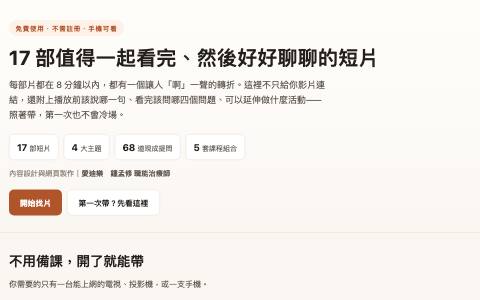 免費使用・不需註冊・手機可看
17 部值得一起看完、然後好好聊聊的短片
每部片都在 8 分鐘以內，都有一個讓人「啊」一聲的轉折。這裡不只給你影片連
結，還附上播放前該說哪一句、看完該問哪四個問題、可以延伸做什麼活動——
照著帶，第一次也不會冷場。
17 部短片 4 大主題 68 道現成提問 5 套課程組合
內容設計與網頁製作｜愛迪樂 鍾孟修 職能治療師
開始找片 第一次帶？先看這裡
不用備課，開了就能帶
你需要的只有一台能上網的電視、投影機，或一支手機。